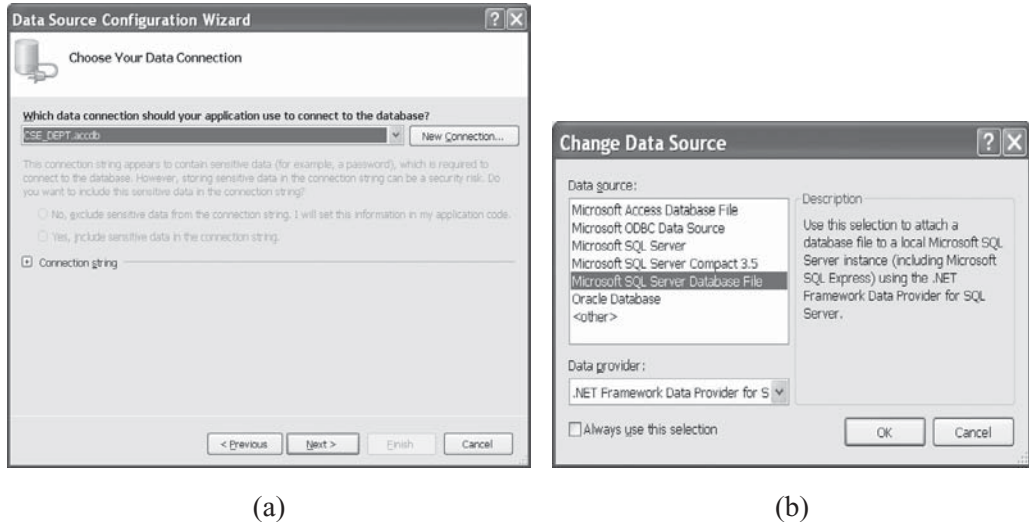 Data Source Configuration Wizard
Choose Your Data Connection
Which data connection should your application use to connect to the database?
CSE_DEPT.accdb
New Connection...
This connection string appears to contain sensitive data (for example, a password), which is required to
connect to the database. However, storing sensitive data in the connection string can be a security risk. Do
you want to include this sensitive data in the connection string?
No, exclude sensitive data from the connection string. I will set this information in my application code.
Yes, include sensitive data in the connection string.
Connection string
< Previous
Next >
Finish
Cancel
(a)
Change Data Source
Data source:
Microsoft Access Database File
Microsoft ODBC Data Source
Microsoft SQL Server
Microsoft SQL Server Compact 3.5
Microsoft SQL Server Database File
Oracle Database
<other>
Description
Use this selection to attach a
database file to a local Microsoft SQL
Server instance (including Microsoft
SQL Express) using the .NET
Framework Data Provider for SQL
Server.
Data provider:
.NET Framework Data Provider for S
Always use this selection
OK
Cancel
(b)